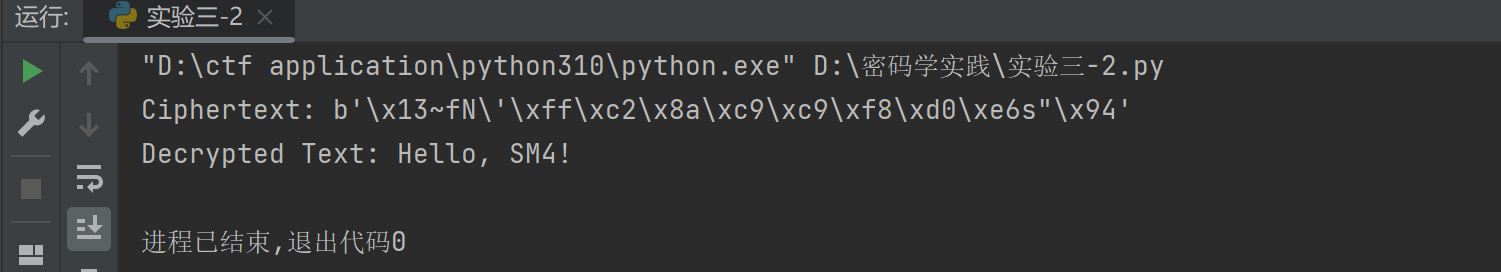 运行: 实验三-2
"D:\ctf application\python310\python.exe" D:\密码学实践\实验三-2.py
Ciphertext: b'\x13~fN\'\xff\xc2\x8a\xc9\xc9\xf8\xd0\xe6s"\x94'
Decrypted Text: Hello, SM4!
进程已结束,退出代码0